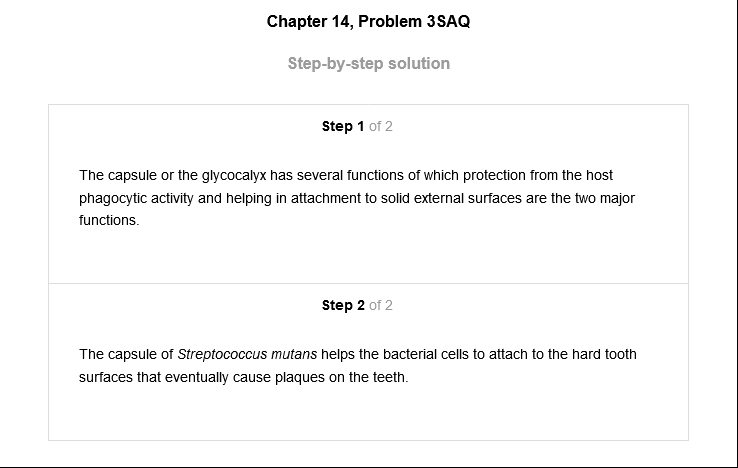 Chapter 14, Problem 3SAQ
Step-by-step solution
Step 1 of 2
The capsule or the glycocalyx has several functions of which protection from the host
phagocytic activity and helping in attachment to solid external surfaces are the two major
functions.
Step 2 of 2
The capsule of Streptococcus mutans helps the bacterial cells to attach to the hard tooth
surfaces that eventually cause plaques on the teeth.